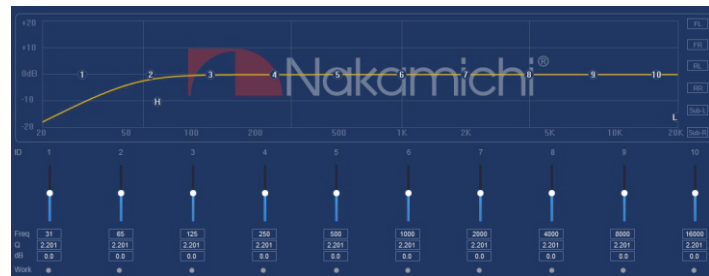 +20 FL
+10 FR
Nakamichi®
0dB 1 2 3 4 5 6 7 8 9 10 RL
-10 H RR
L Sub-L
-20 20 50 100 200 500 1K 2K 5K 10K 20K Sub-R
ID 1 2 3 4 5 6 7 8 9 10
Freq 31 65 125 250 500 1000 2000 4000 8000 16000
Q 2.201 2.201 2.201 2.201 2.201 2.201 2.201 2.201 2.201 2.201
dB 0.0 0.0 0.0 0.0 0.0 0.0 0.0 0.0 0.0 0.0
Work